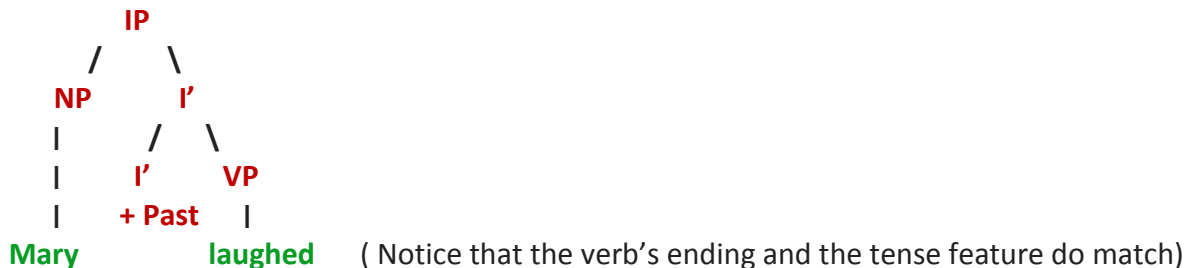 IP
/ \
NP I’
I / \
I I’ VP
I + Past I
Mary laughed ( Notice that the verb’s ending and the tense feature do match)